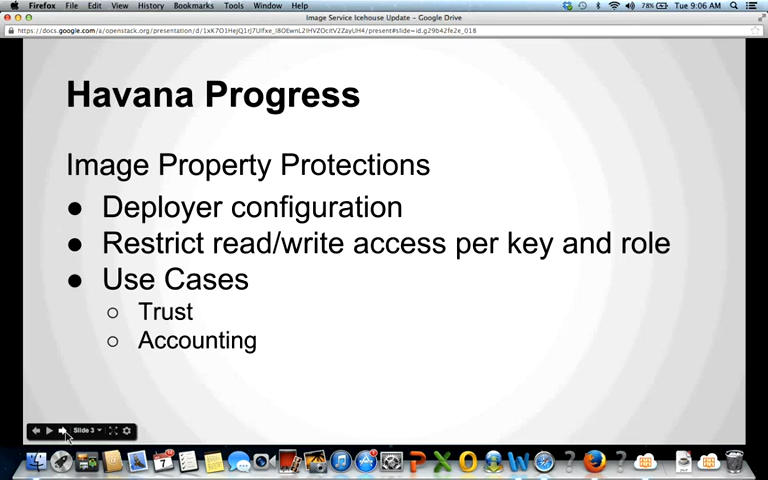 Firefox File Edit View History Bookmarks Tools Window Help 78% Tue 9:06 AM
Image Service Icehouse Update - Google Drive
Havana Progress
Image Property Protections
● Deployer configuration
● Restrict read/write access per key and role
● Use Cases
○ Trust
○ Accounting
Slide 3